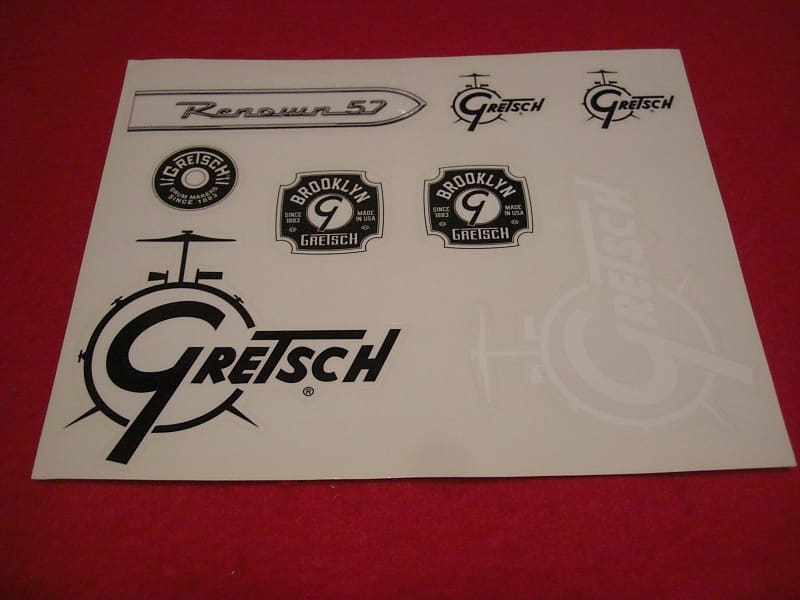 Renown 57
GRETSCH
®
GRETSCH
®
GRETSCH
DRUM MAKERS
SINCE 1883
BROOKLYN
SINCE
1883
G
MADE
IN USA
GRETSCH
BROOKLYN
SINCE
1883
G
MADE
IN USA
GRETSCH
GRETSCH
®
GRETSCH